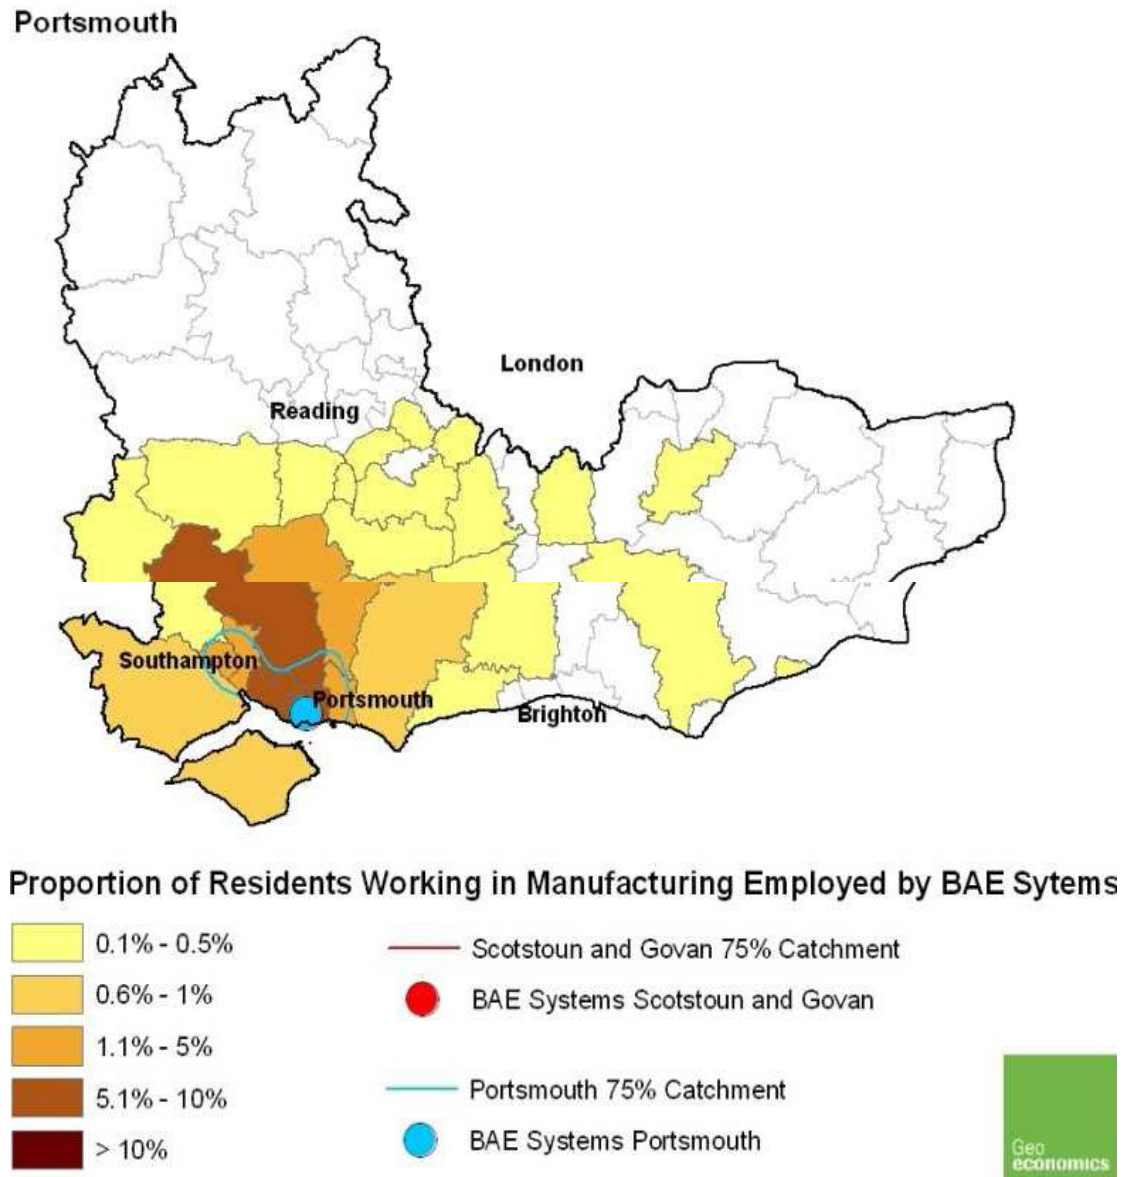 Portsmouth
London
Reading
Southampton
Portsmouth
Brighton
Proportion of Residents Working in Manufacturing Employed by BAE Sytems
0.1% - 0.5%
0.6% - 1%
1.1% - 5%
5.1% - 10%
> 10%
Scotstoun and Govan 75% Catchment
BAE Systems Scotstoun and Govan
Portsmouth 75% Catchment
BAE Systems Portsmouth
Geo
economics